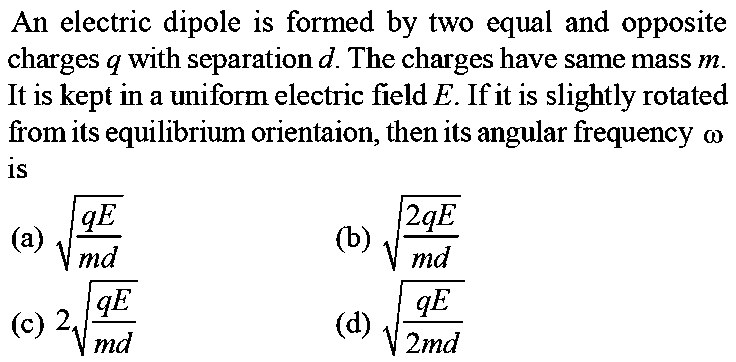 An electric dipole is formed by two equal and opposite
charges q with separation d. The charges have same mass m.
It is kept in a uniform electric field E. If it is slightly rotated
from its equilibrium orientaion, then its angular frequency ω
is
(a) √(qE/md) (b) √(2qE/md)
(c) 2√(qE/md) (d) √(qE/2md)